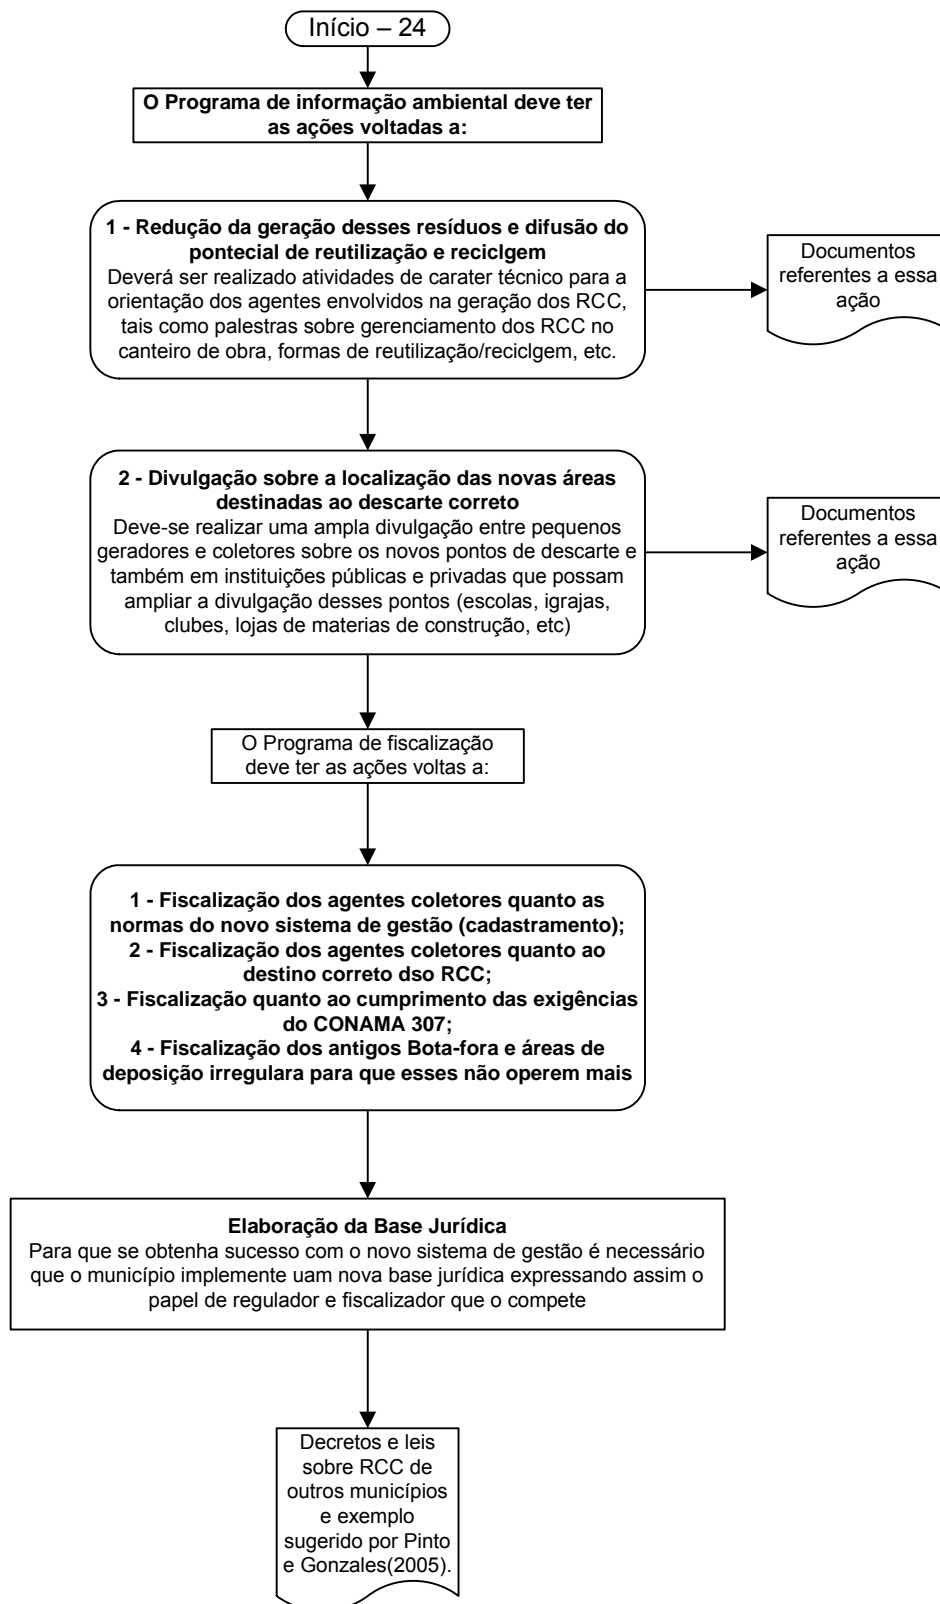 Início – 24
O Programa de informação ambiental deve ter
as ações voltadas a:
1 - Redução da geração desses resíduos e difusão do
pontecial de reutilização e reciclgem
Deverá ser realizado atividades de carater técnico para a
orientação dos agentes envolvidos na geração dos RCC,
tais como palestras sobre gerenciamento dos RCC no
canteiro de obra, formas de reutilização/reciclgem, etc.
Documentos
referentes a essa
ação
2 - Divulgação sobre a localização das novas áreas
destinadas ao descarte correto
Deve-se realizar uma ampla divulgação entre pequenos
geradores e coletores sobre os novos pontos de descarte e
também em instituições públicas e privadas que possam
ampliar a divulgação desses pontos (escolas, igrajas,
clubes, lojas de materias de construção, etc)
Documentos
referentes a essa
ação
O Programa de fiscalização
deve ter as ações voltas a:
1 - Fiscalização dos agentes coletores quanto as
normas do novo sistema de gestão (cadastramento);
2 - Fiscalização dos agentes coletores quanto ao
destino correto dso RCC;
3 - Fiscalização quanto ao cumprimento das exigências
do CONAMA 307;
4 - Fiscalização dos antigos Bota-fora e áreas de
deposição irregulara para que esses não operem mais
Elaboração da Base Jurídica
Para que se obtenha sucesso com o novo sistema de gestão é necessário
que o município implemente uam nova base jurídica expressando assim o
papel de regulador e fiscalizador que o compete
Decretos e leis
sobre RCC de
outros municípios
e exemplo
sugerido por Pinto
e Gonzales(2005).